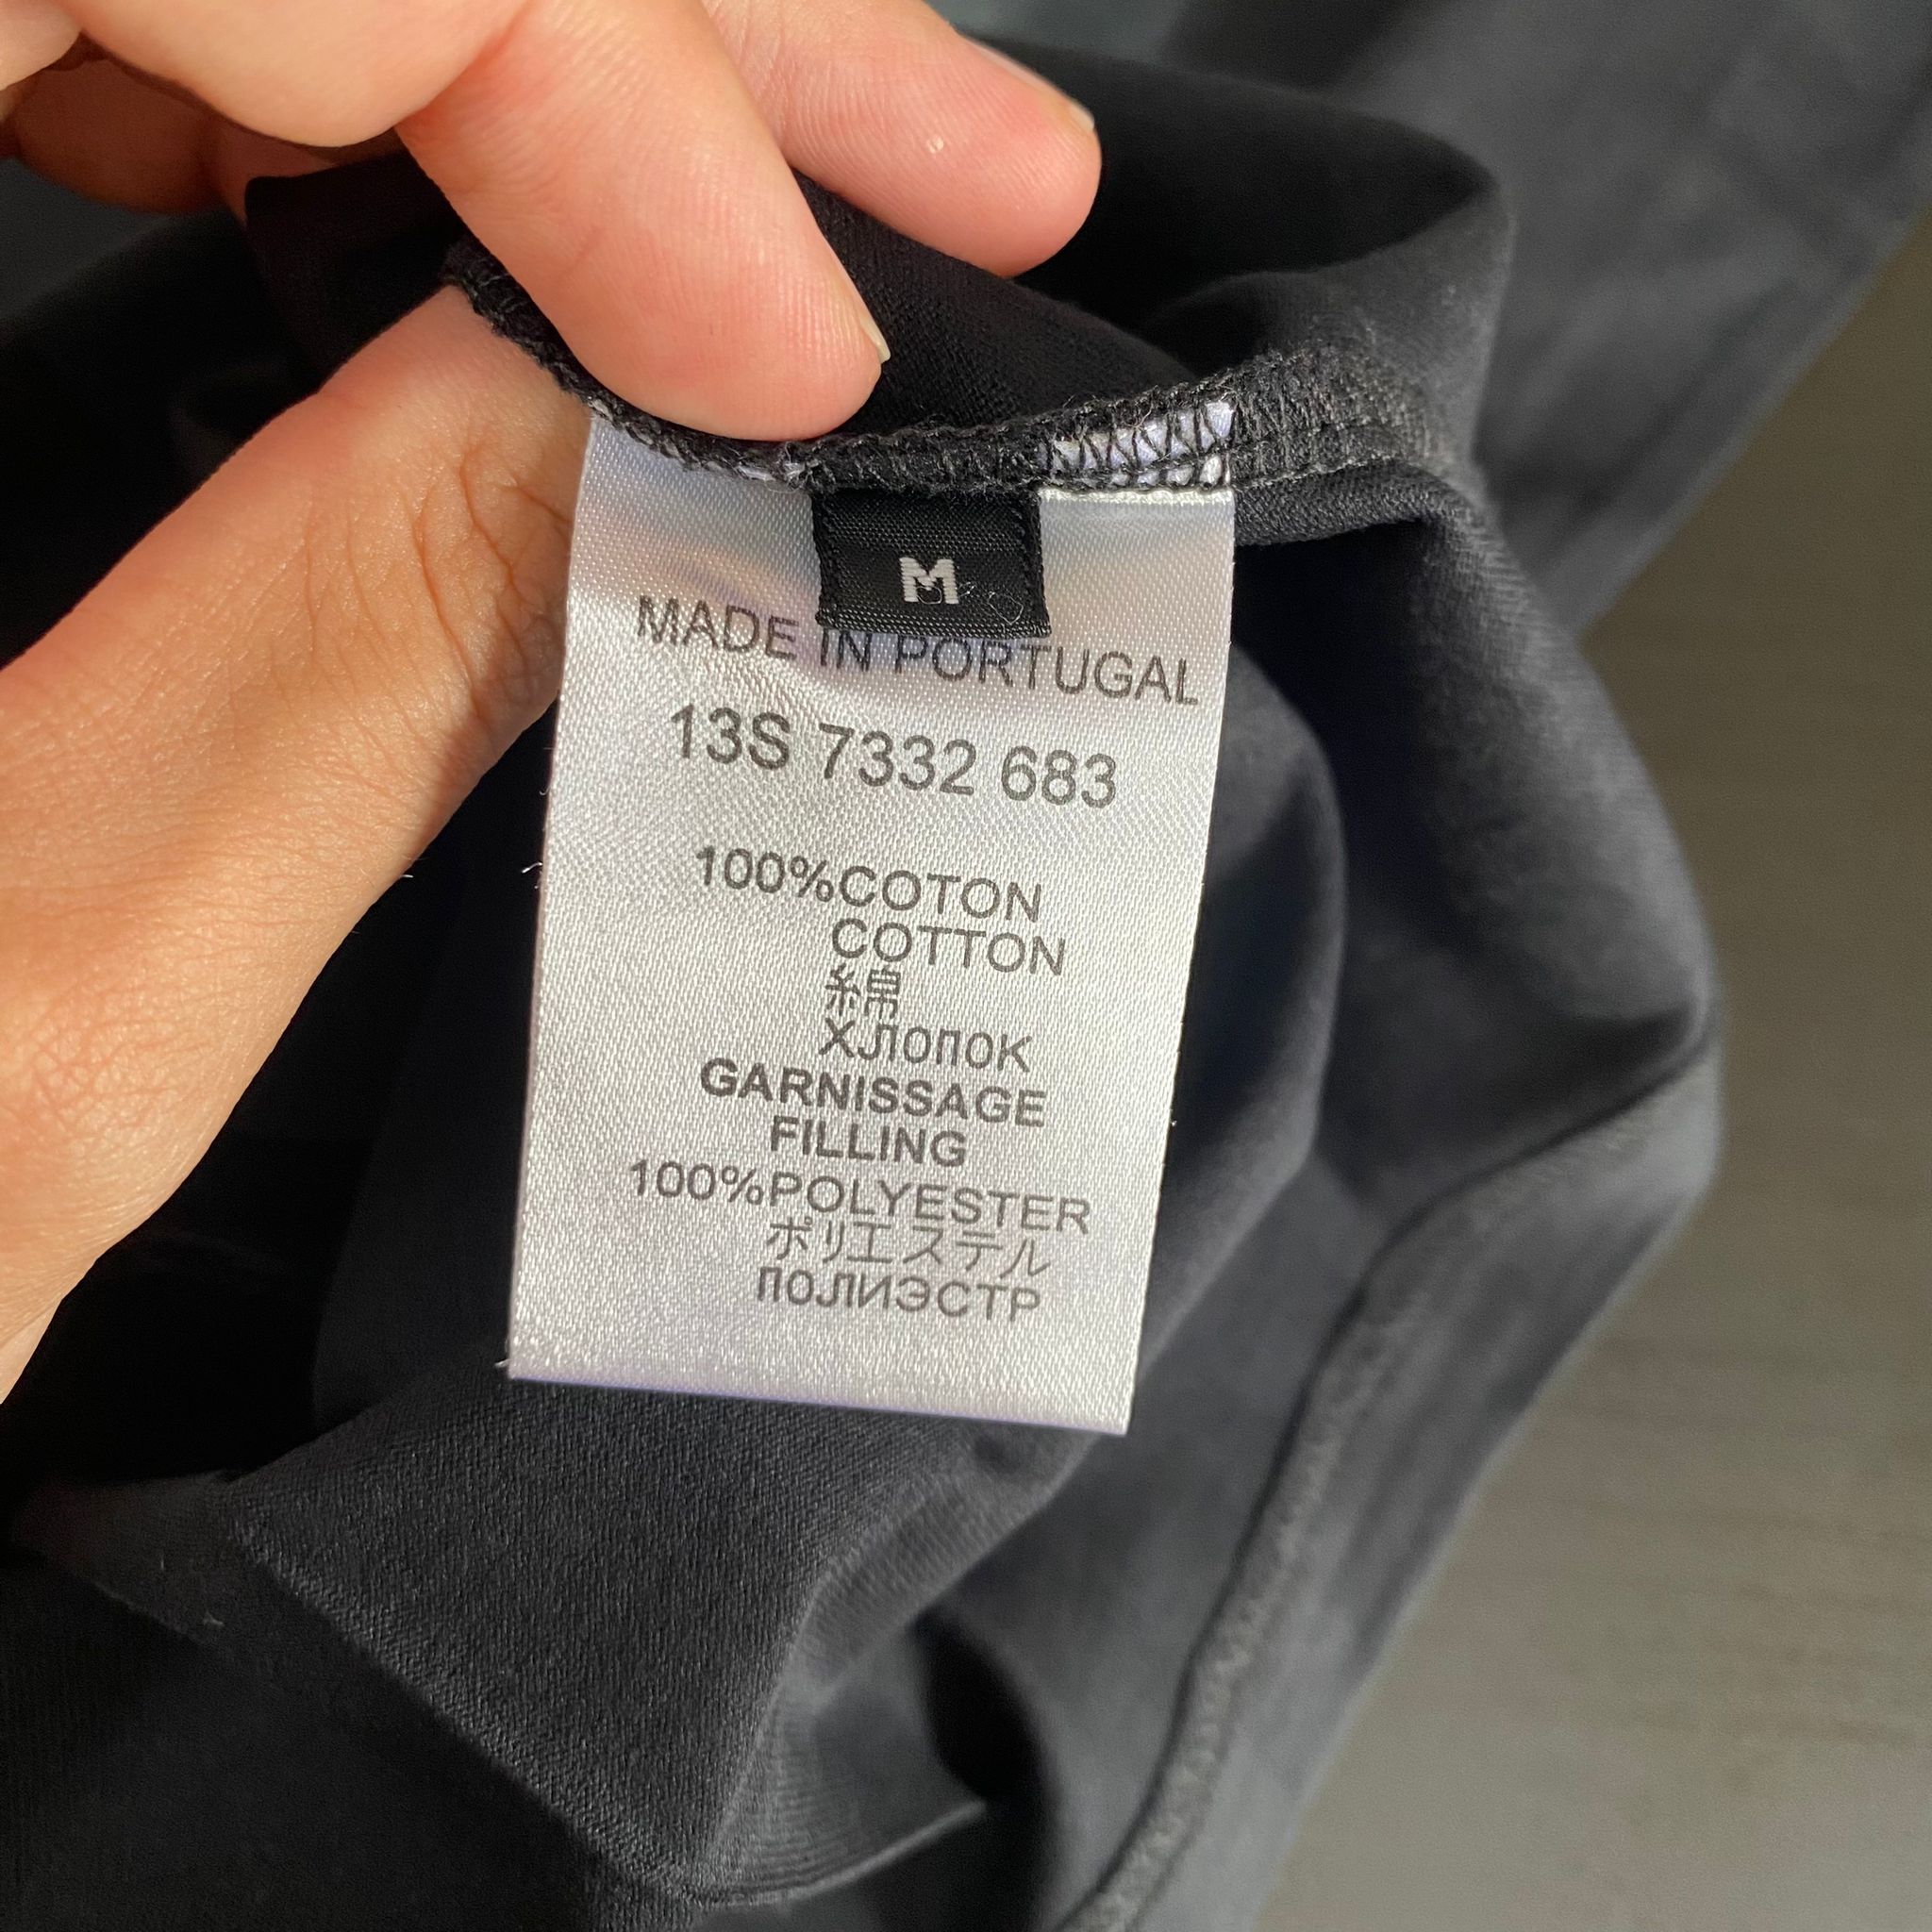 M
MADE IN PORTUGAL
13S 7332 683
100%COTON
COTTON
綿
ХЛОПОК
GARNISSAGE
FILLING
100%POLYESTER
ポリエステル
ПОЛИЭСТР